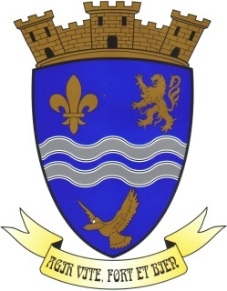 AGIR VITE, FORT ET BIEN